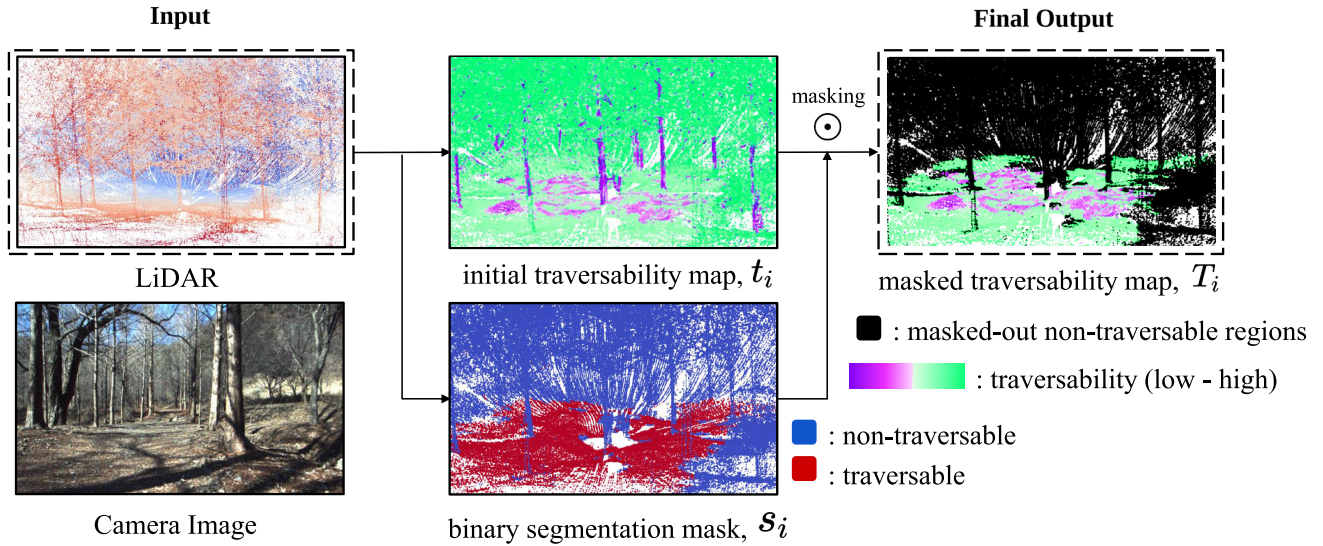 Input
Final Output
masking
LiDAR
initial traversability map, t_i
masked traversability map, T_i
: masked-out non-traversable regions
: traversability (low - high)
: non-traversable
: traversable
Camera Image
binary segmentation mask, s_i